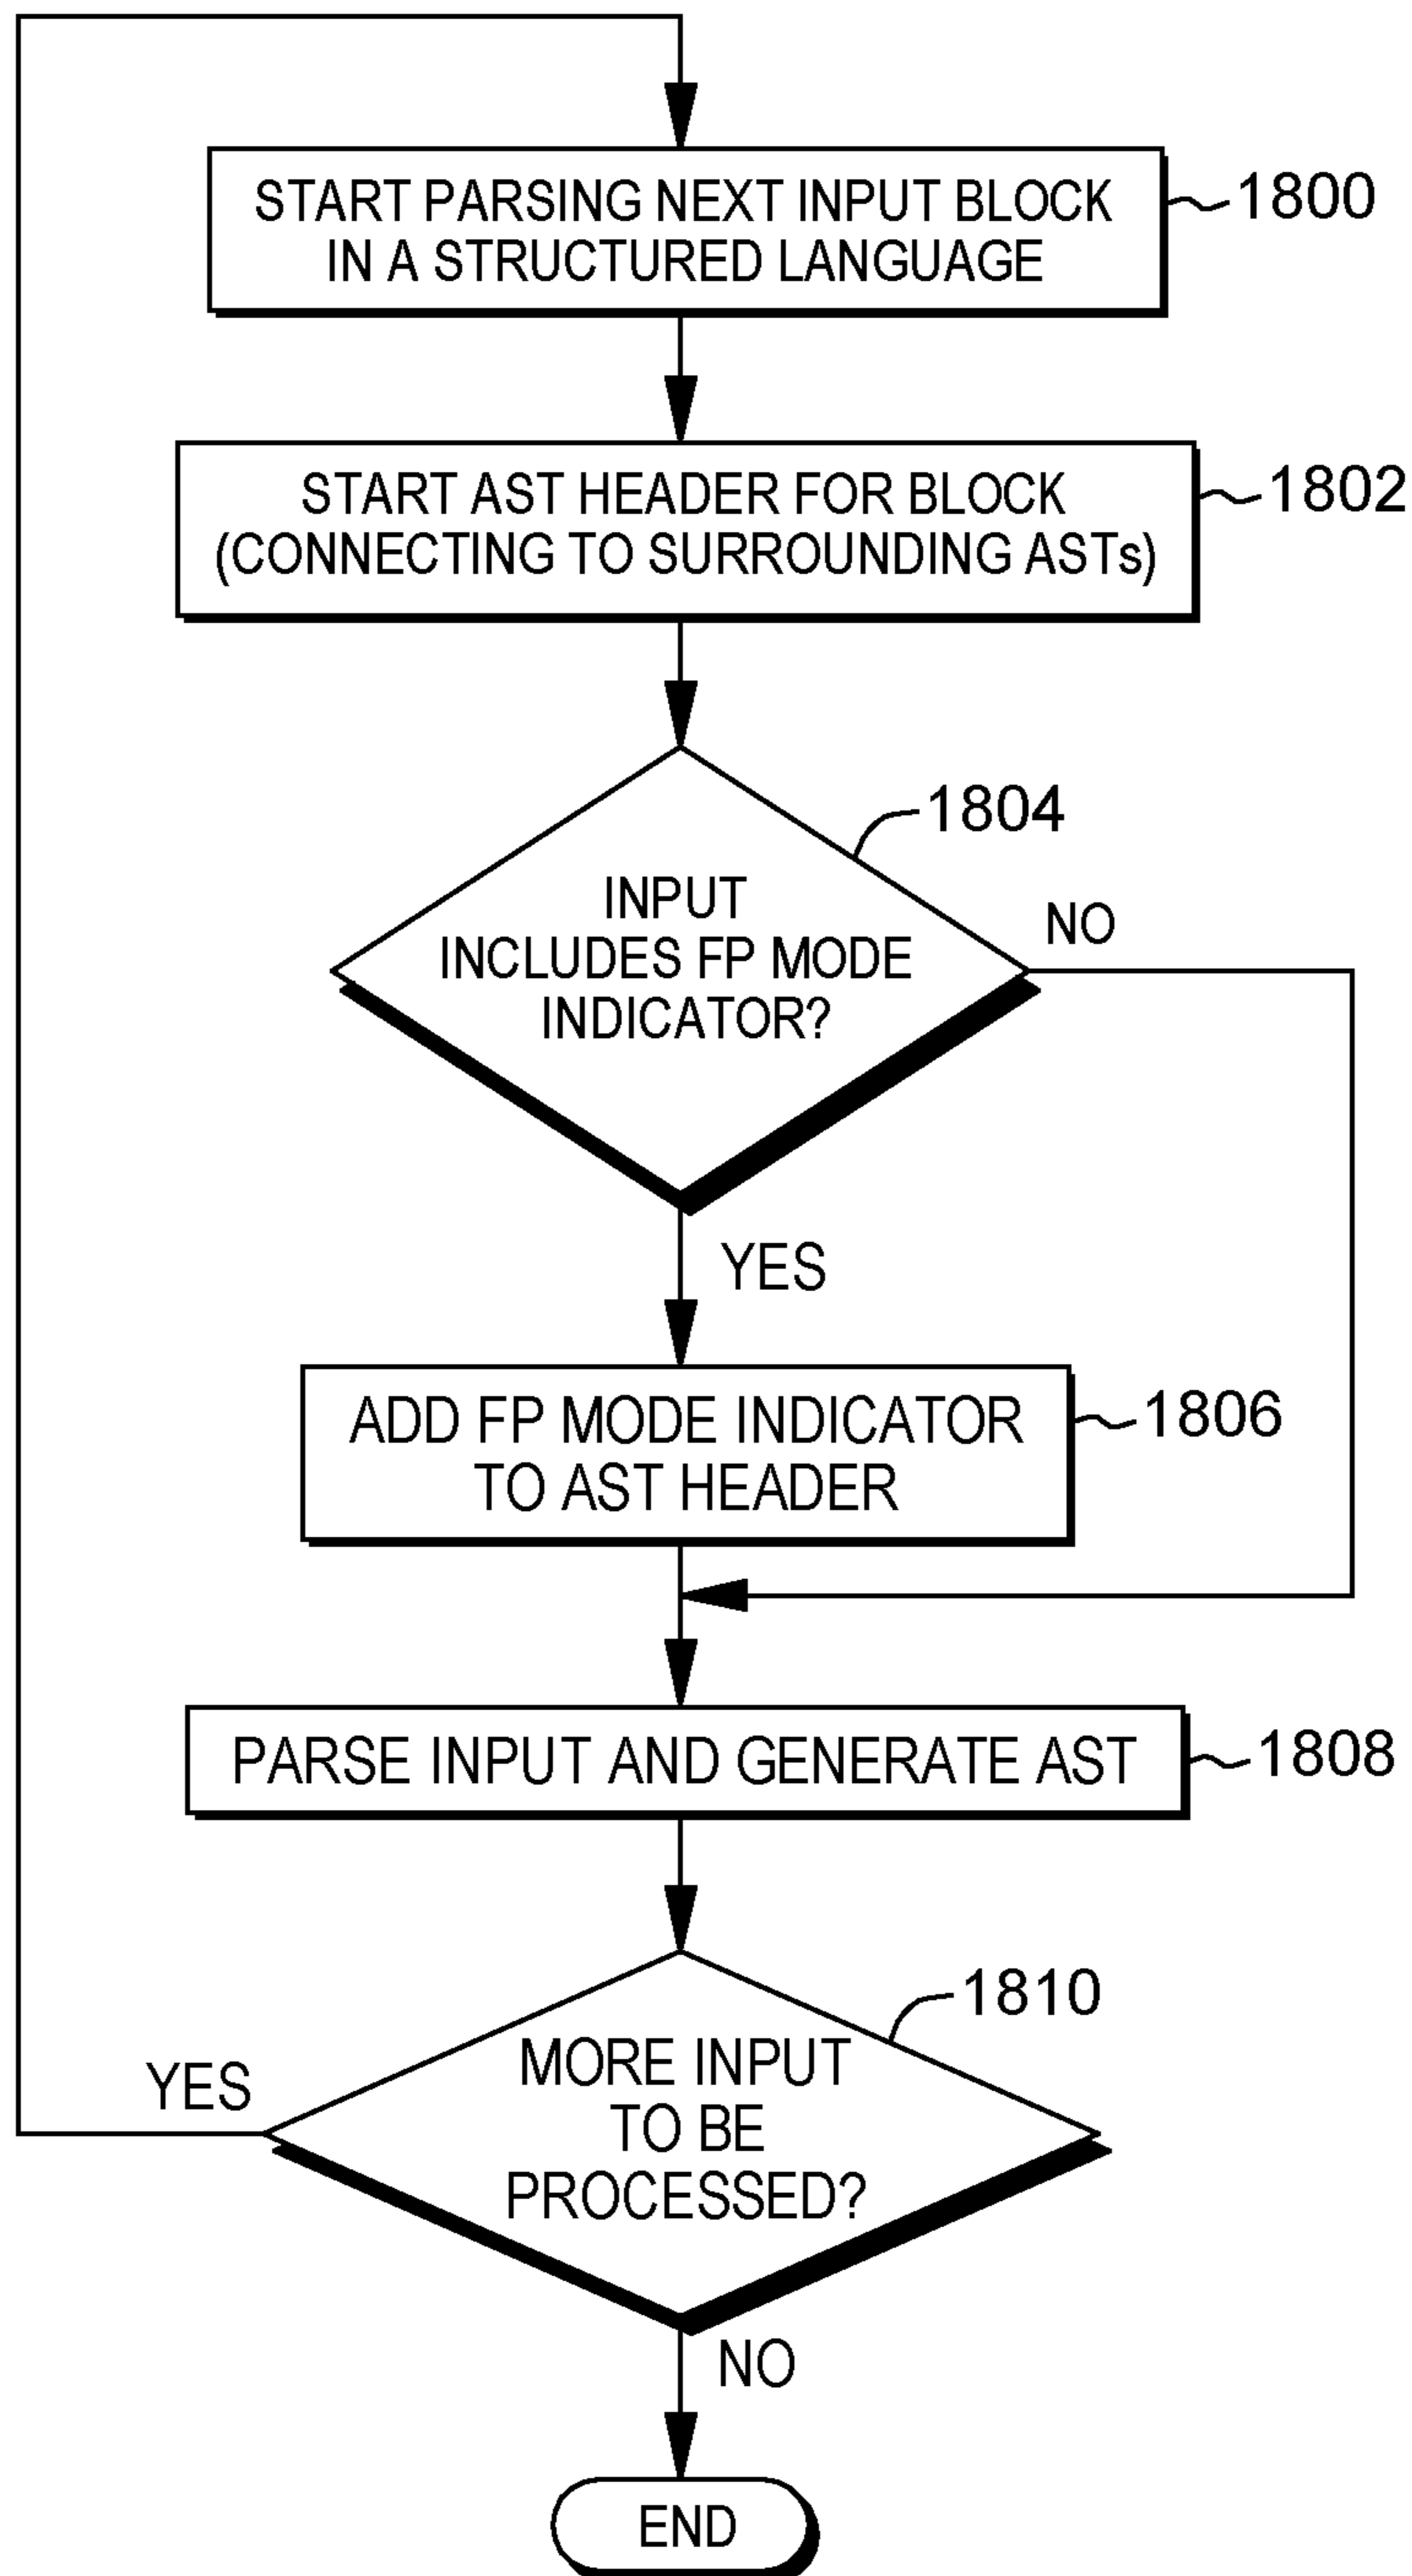 START PARSING NEXT INPUT BLOCK
IN A STRUCTURED LANGUAGE
1800
START AST HEADER FOR BLOCK
(CONNECTING TO SURROUNDING ASTs)
1802
1804
INPUT
INCLUDES FP MODE
INDICATOR?
NO
YES
ADD FP MODE INDICATOR
TO AST HEADER
1806
PARSE INPUT AND GENERATE AST
1808
1810
MORE INPUT
TO BE
PROCESSED?
YES
NO
END